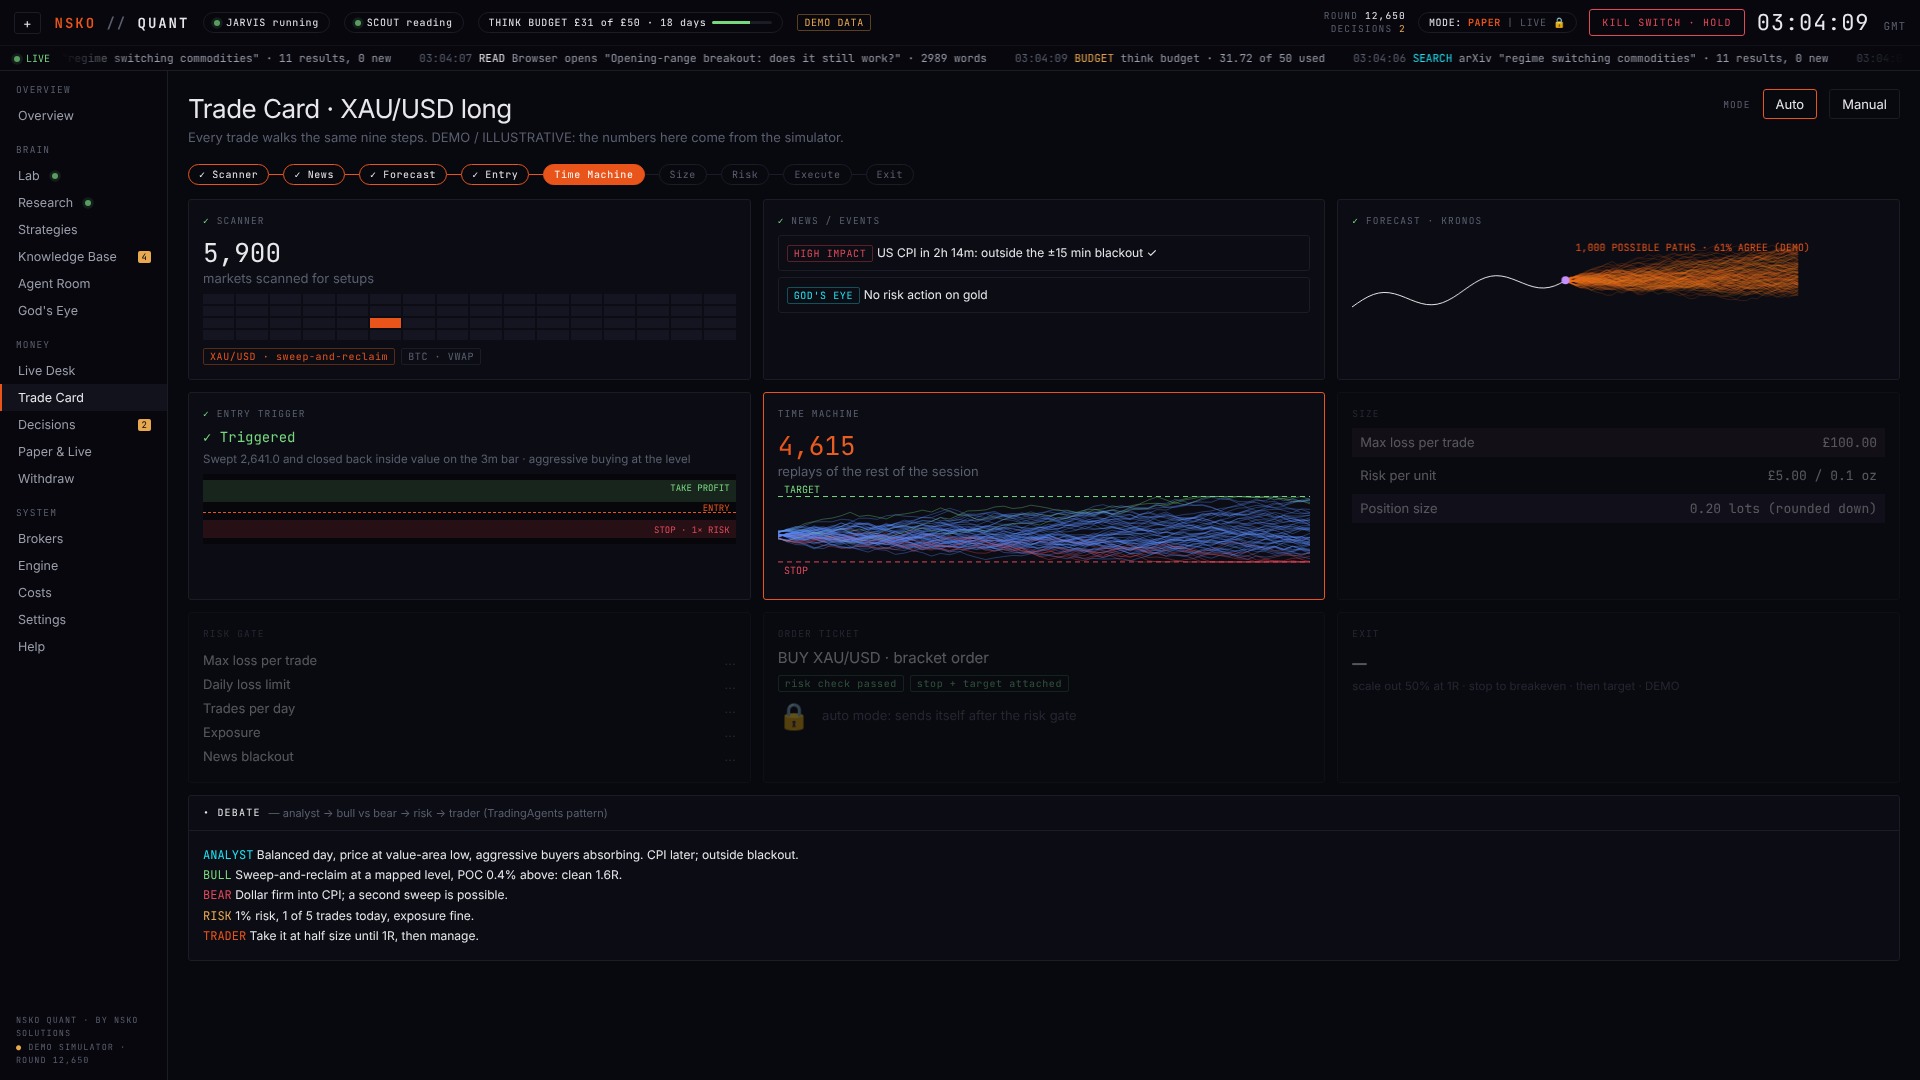 + NSKO // QUANT JARVIS running SCOUT reading THINK BUDGET £31 of £50 · 18 days DEMO DATA
ROUND 12,650
DECISIONS 2
MODE: PAPER | LIVE 🔒 KILL SWITCH · HOLD 03:04:09 GMT
LIVE regime switching commodities" · 11 results, 0 new 03:04:07 READ Browser opens "Opening-range breakout: does it still work?" · 2989 words 03:04:09 BUDGET think budget · 31.72 of 50 used 03:04:06 SEARCH arXiv "regime switching commodities" · 11 results, 0 new
OVERVIEW
Overview
BRAIN
Lab
Research
Strategies
Knowledge Base 4
Agent Room
God's Eye
MONEY
Live Desk
Trade Card
Decisions 2
Paper & Live
Withdraw
SYSTEM
Brokers
Engine
Costs
Settings
Help
NSKO QUANT · BY NSKO
SOLUTIONS
DEMO SIMULATOR ·
ROUND 12,650
Trade Card · XAU/USD long
Every trade walks the same nine steps. DEMO / ILLUSTRATIVE: the numbers here come from the simulator.
MODE Auto Manual
✓ Scanner ✓ News ✓ Forecast ✓ Entry Time Machine Size Risk Execute Exit
✓ SCANNER
5,900
markets scanned for setups
XAU/USD · sweep-and-reclaim BTC · VWAP
✓ NEWS / EVENTS
HIGH IMPACT US CPI in 2h 14m: outside the ±15 min blackout ✓
GOD'S EYE No risk action on gold
✓ FORECAST · KRONOS
1,000 POSSIBLE PATHS · 61% AGREE (DEMO)
✓ ENTRY TRIGGER
✓ Triggered
Swept 2,641.0 and closed back inside value on the 3m bar · aggressive buying at the level
TAKE PROFIT
ENTRY
STOP · 1× RISK
TIME MACHINE
4,615
replays of the rest of the session
TARGET
STOP
SIZE
Max loss per trade £100.00
Risk per unit £5.00 / 0.1 oz
Position size 0.20 lots (rounded down)
RISK GATE
Max loss per trade …
Daily loss limit …
Trades per day …
Exposure …
News blackout …
ORDER TICKET
BUY XAU/USD · bracket order
risk check passed stop + target attached
🔒 auto mode: sends itself after the risk gate
EXIT
—
scale out 50% at 1R · stop to breakeven · then target · DEMO
• DEBATE — analyst → bull vs bear → risk → trader (TradingAgents pattern)
ANALYST Balanced day, price at value-area low, aggressive buyers absorbing. CPI later; outside blackout.
BULL Sweep-and-reclaim at a mapped level, POC 0.4% above: clean 1.6R.
BEAR Dollar firm into CPI; a second sweep is possible.
RISK 1% risk, 1 of 5 trades today, exposure fine.
TRADER Take it at half size until 1R, then manage.